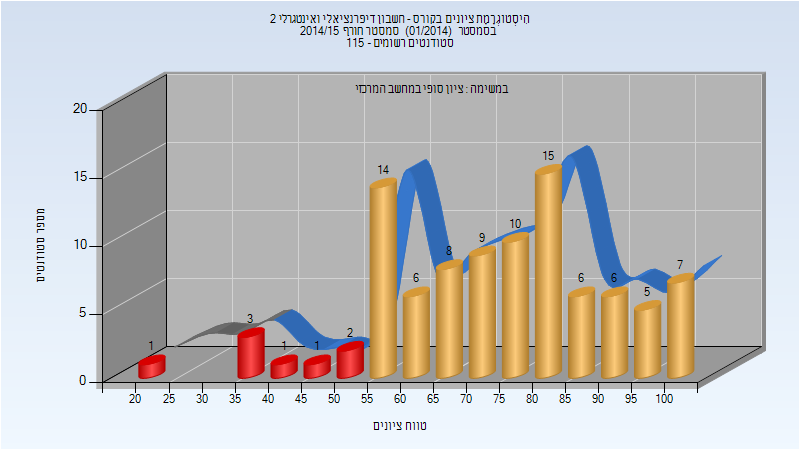 היסטוגרמת ציונים בקורס - חשבון דיפרנציאלי ואינטגרלי 2
בסמסטר (01/2014) סמסטר חורף 2014/15
סטודנטים רשומים - 115
במשימה : ציון סופי במחשב המרכזי
מספר סטודנטים
20
15
10
5
0
1
3
1
1
2
14
6
8
9
10
15
6
6
5
7
20 25 30 35 40 45 50 55 60 65 70 75 80 85 90 95 100
טווח ציונים